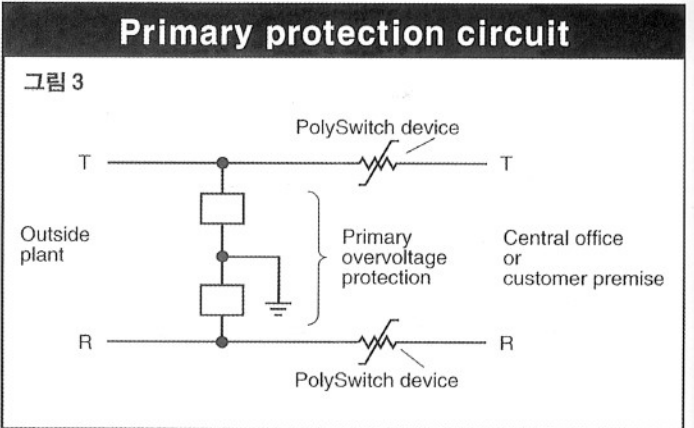 Primary protection circuit
그림 3
PolySwitch device
T
T
Outside
plant
Primary
overvoltage
protection
Central office
or
customer premise
R
R
PolySwitch device